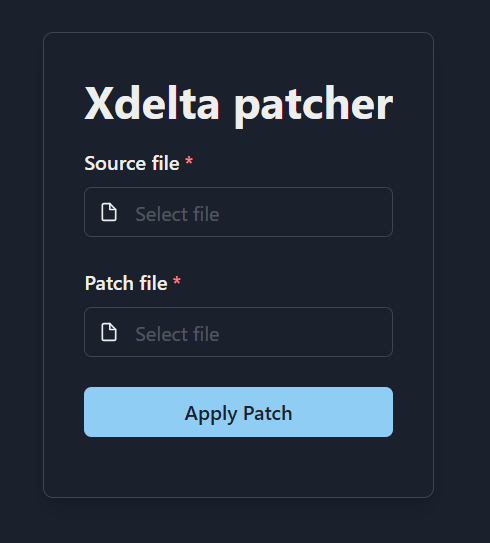 Xdelta patcher
Source file *
Select file
Patch file *
Select file
Apply Patch